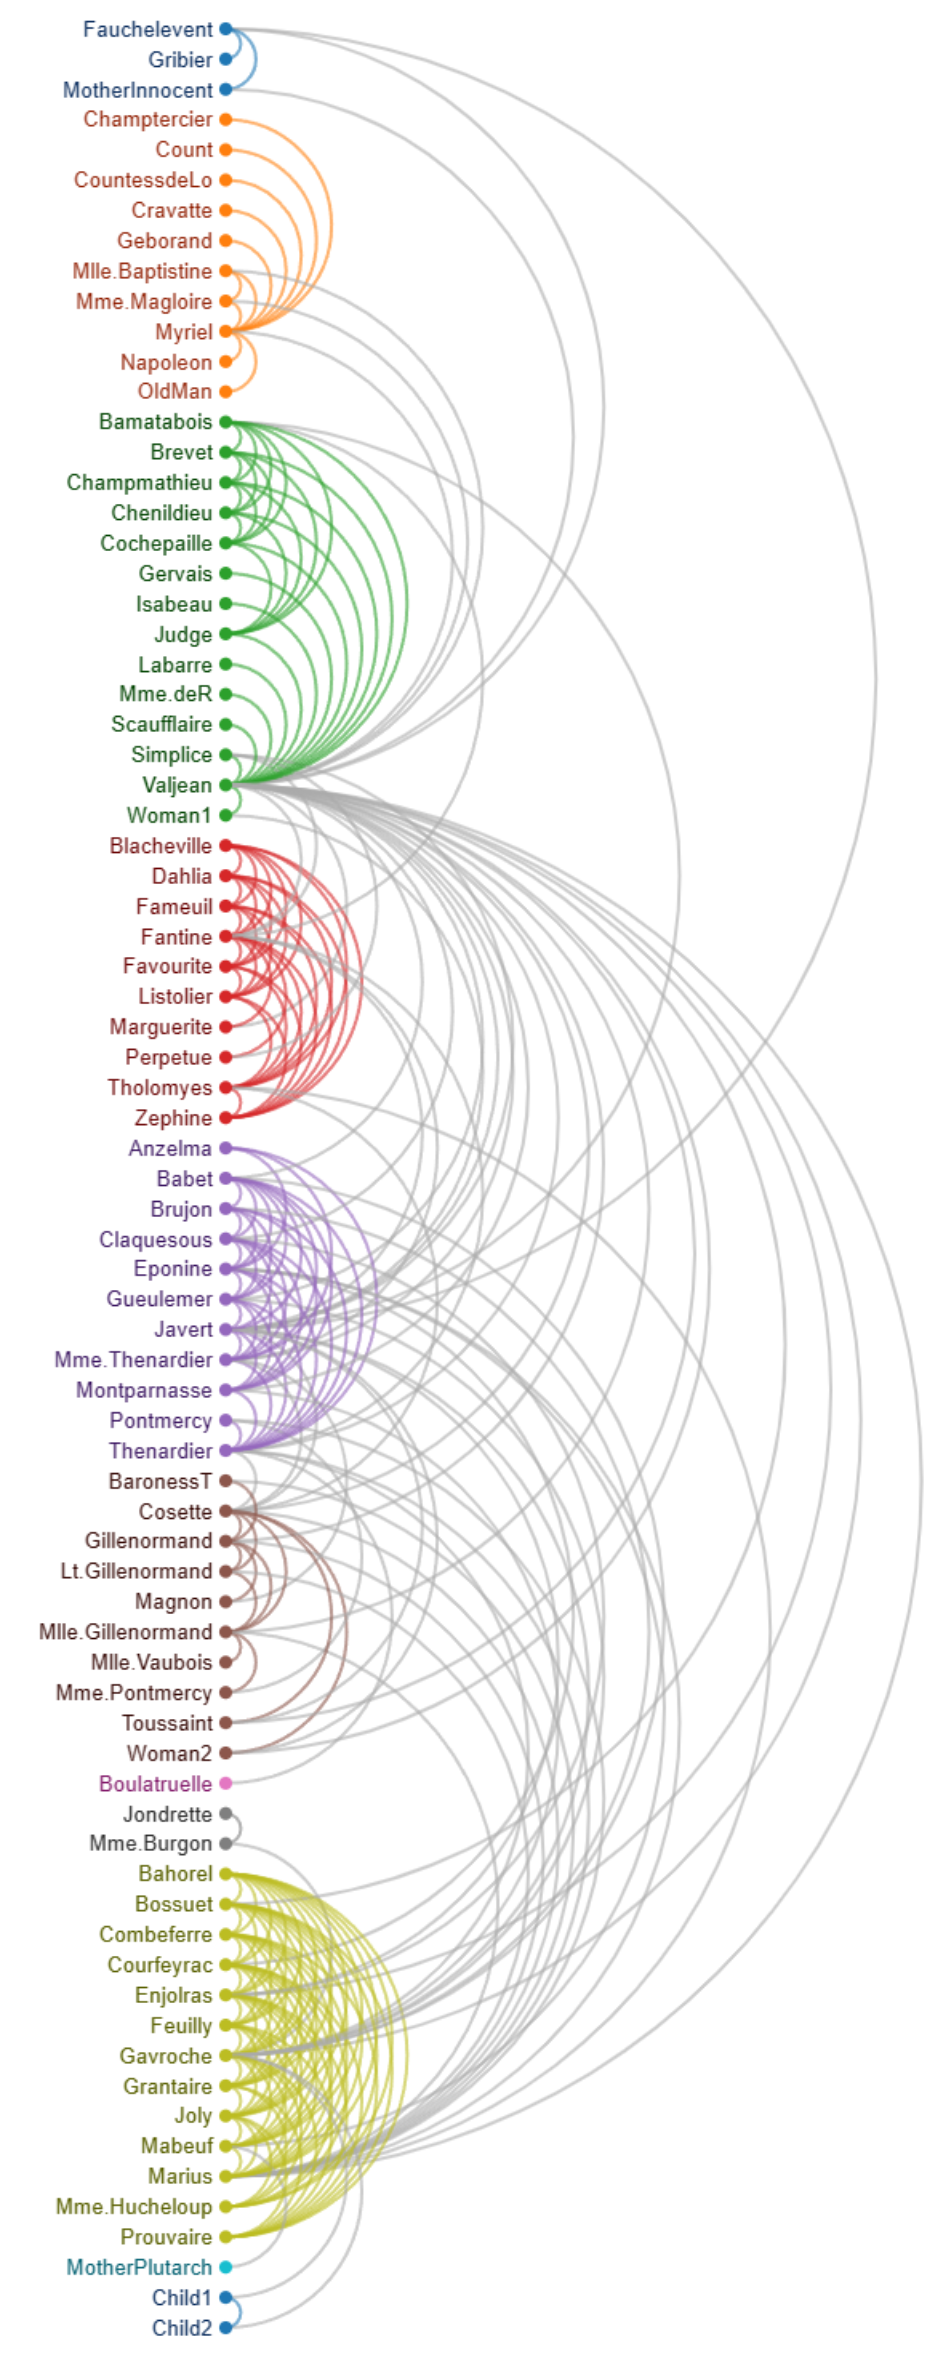 Fauchelevent
Gribier
MotherInnocent
Champtercier
Count
CountessdeLo
Cravatte
Geborand
Mlle.Baptistine
Mme.Magloire
Myriel
Napoleon
OldMan
Bamatabois
Brevet
Champmathieu
Chenildieu
Cochepaille
Gervais
Isabeau
Judge
Labarre
Mme.deR
Scaufflaire
Simplice
Valjean
Woman1
Blacheville
Dahlia
Fameuil
Fantine
Favourite
Listolier
Marguerite
Perpetue
Tholomyes
Zephine
Anzelma
Babet
Brujon
Claquesous
Eponine
Gueulemer
Javert
Mme.Thenardier
Montparnasse
Pontmercy
Thenardier
BaronessT
Cosette
Gillenormand
Lt.Gillenormand
Magnon
Mlle.Gillenormand
Mlle.Vaubois
Mme.Pontmercy
Toussaint
Woman2
Boulatruelle
Jondrette
Mme.Burgon
Bahorel
Bossuet
Combeferre
Courfeyrac
Enjolras
Feuilly
Gavroche
Grantaire
Joly
Mabeuf
Marius
Mme.Hucheloup
Prouvaire
MotherPlutarch
Child1
Child2